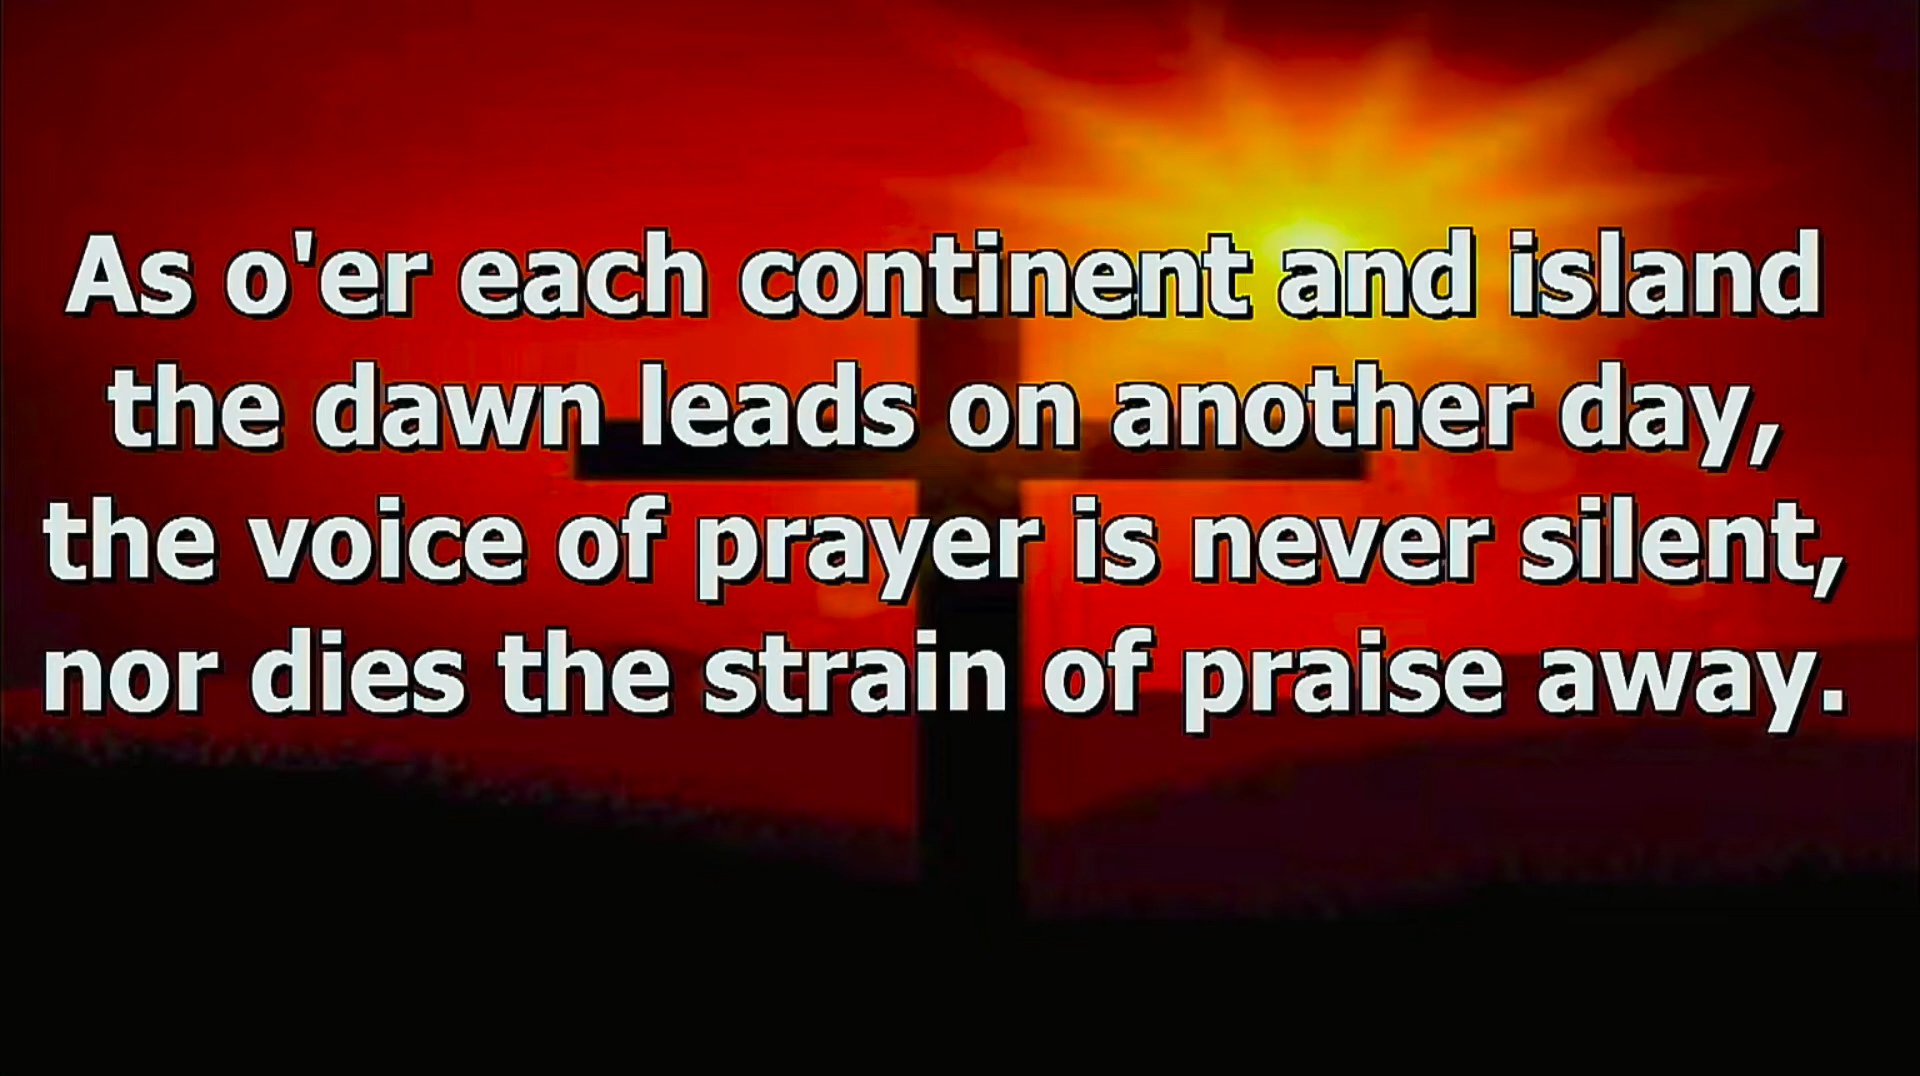 As o'er each continent and island
the dawn leads on another day,
the voice of prayer is never silent,
nor dies the strain of praise away.